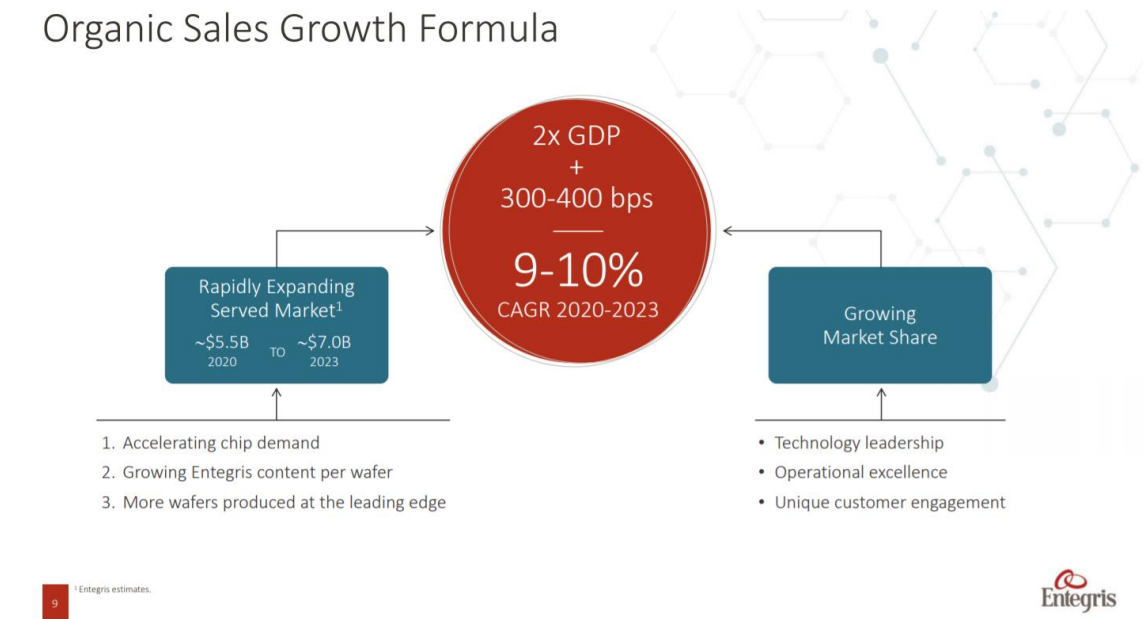 Organic Sales Growth Formula
2x GDP
+
300-400 bps
9-10%
CAGR 2020-2023
Rapidly Expanding
Served Market¹
~$5.5B TO ~$7.0B
2020 2023
Growing
Market Share
1. Accelerating chip demand
2. Growing Entegris content per wafer
3. More wafers produced at the leading edge
• Technology leadership
• Operational excellence
• Unique customer engagement
9
¹ Entegris estimates.
Entegris